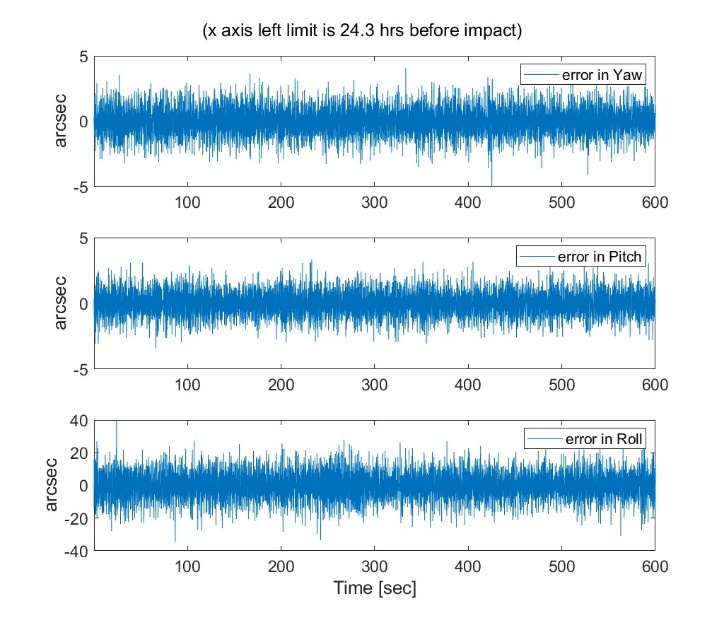 (x axis left limit is 24.3 hrs before impact)
5
error in Yaw
arcsec
0
-5
100 200 300 400 500 600
5
error in Pitch
arcsec
0
-5
100 200 300 400 500 600
40
error in Roll
20
arcsec
0
-20
-40
100 200 300 400 500 600
Time [sec]